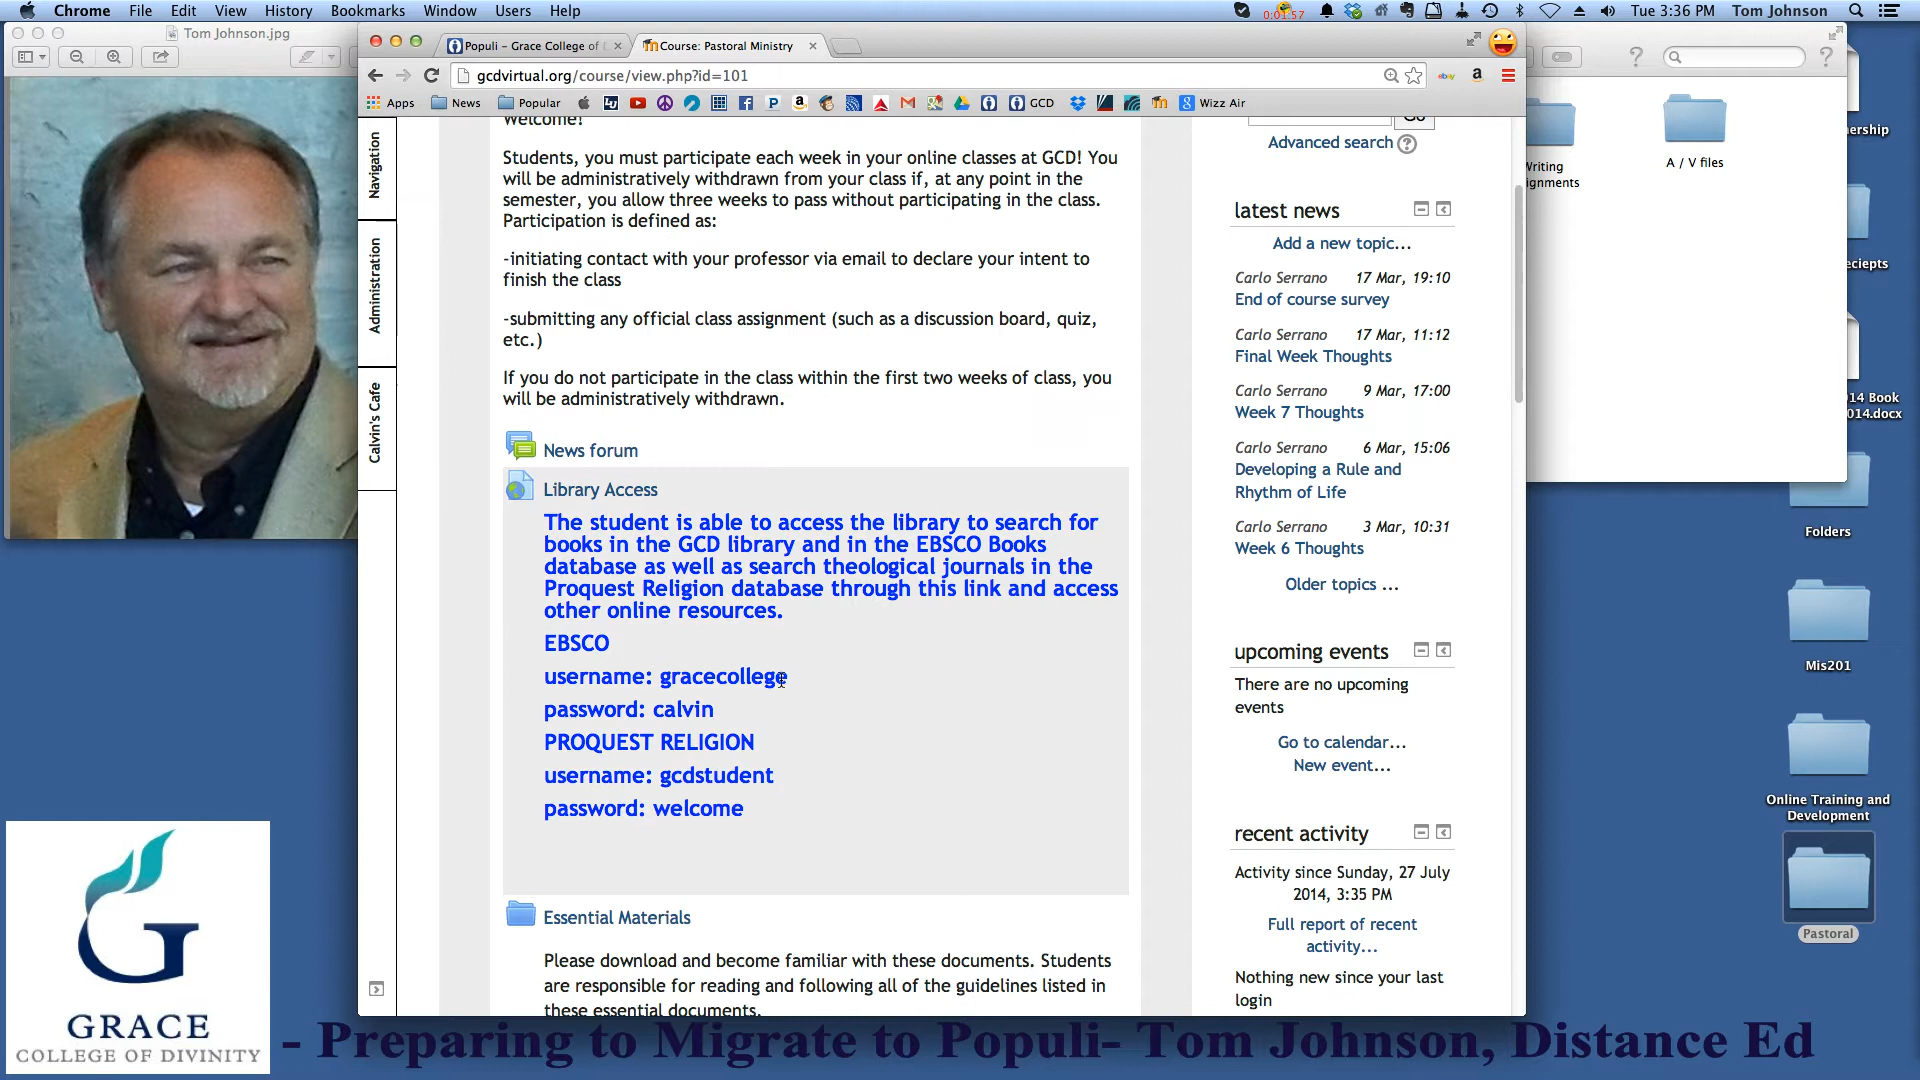 Chrome File Edit View History Bookmarks Window Users Help
0:01:57 Tue 3:36 PM Tom Johnson
Tom Johnson.jpg
Populi – Grace College of
Course: Pastoral Ministry
gcdvirtual.org/course/view.php?id=101
ebay
Apps News Popular GCD Wizz Air
Navigation
Administration
Calvin's Cafe
Welcome!
Students, you must participate each week in your online classes at GCD! You
will be administratively withdrawn from your class if, at any point in the
semester, you allow three weeks to pass without participating in the class.
Participation is defined as:
-initiating contact with your professor via email to declare your intent to
finish the class
-submitting any official class assignment (such as a discussion board, quiz,
etc.)
If you do not participate in the class within the first two weeks of class, you
will be administratively withdrawn.
News forum
Library Access
The student is able to access the library to search for
books in the GCD library and in the EBSCO Books
database as well as search theological journals in the
Proquest Religion database through this link and access
other online resources.
EBSCO
username: gracecollege
password: calvin
PROQUEST RELIGION
username: gcdstudent
password: welcome
Essential Materials
Please download and become familiar with these documents. Students
are responsible for reading and following all of the guidelines listed in
these essential documents.
Go
Advanced search
latest news
Add a new topic...
Carlo Serrano 17 Mar, 19:10
End of course survey
Carlo Serrano 17 Mar, 11:12
Final Week Thoughts
Carlo Serrano 9 Mar, 17:00
Week 7 Thoughts
Carlo Serrano 6 Mar, 15:06
Developing a Rule and
Rhythm of Life
Carlo Serrano 3 Mar, 10:31
Week 6 Thoughts
Older topics ...
upcoming events
There are no upcoming
events
Go to calendar...
New event...
recent activity
Activity since Sunday, 27 July
2014, 3:35 PM
Full report of recent
activity...
Nothing new since your last
login
Writing
ignments
A / V files
ership
eciepts
14 Book
014.docx
Folders
Mis201
Online Training and
Development
Pastoral
G
GRACE
COLLEGE OF DIVINITY
- Preparing to Migrate to Populi- Tom Johnson, Distance Ed